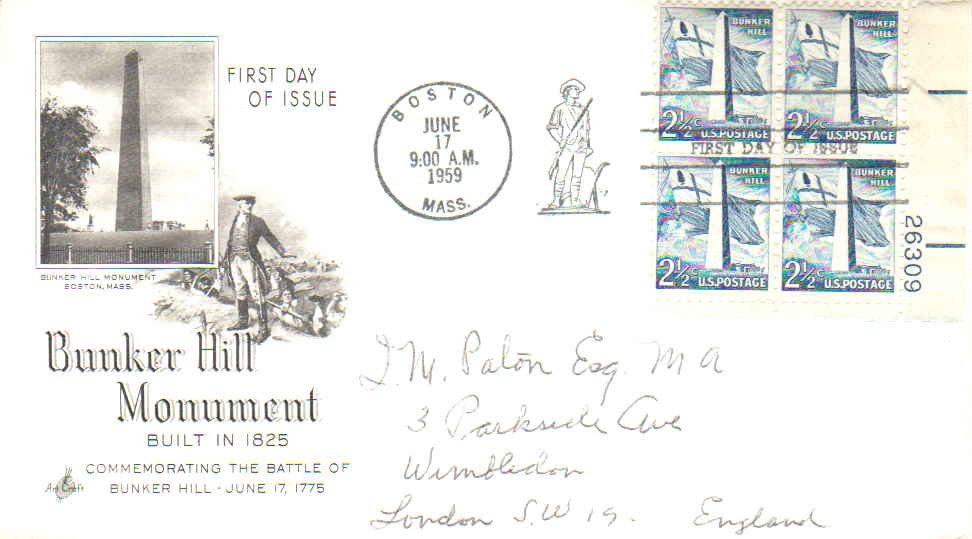 FIRST DAY
OF ISSUE
BUNKER HILL MONUMENT
BOSTON, MASS.
Bunker Hill
Monument
BUILT IN 1825
COMMEMORATING THE BATTLE OF
BUNKER HILL · JUNE 17, 1775
Art Craft
BOSTON
JUNE
17
9:00 A.M.
1959
MASS.
BUNKER
HILL
2½c U.S.POSTAGE
BUNKER
HILL
2½c U.S.POSTAGE
FIRST DAY OF ISSUE
BUNKER
HILL
2½c U.S.POSTAGE
BUNKER
HILL
2½c U.S.POSTAGE
26309
J.M. Paton Esq. M A
3 Parkside Ave
Wimbledon
London S.W 19. England